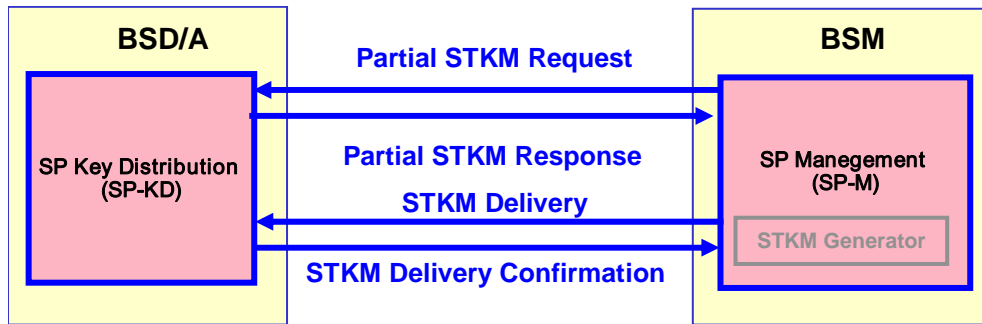 BSD/A
BSM
Partial STKM Request
SP Key Distribution
(SP-KD)
Partial STKM Response
SP Manegement
(SP-M)
STKM Delivery
STKM Generator
STKM Delivery Confirmation